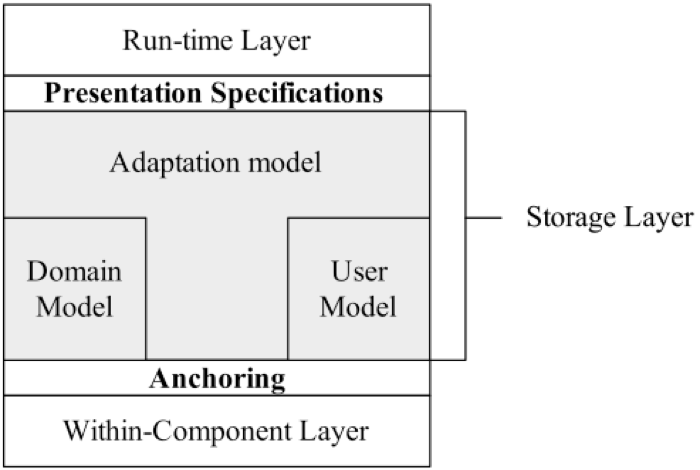 Run-time Layer
Presentation Specifications
Adaptation model
Storage Layer
Domain
Model
User
Model
Anchoring
Within-Component Layer